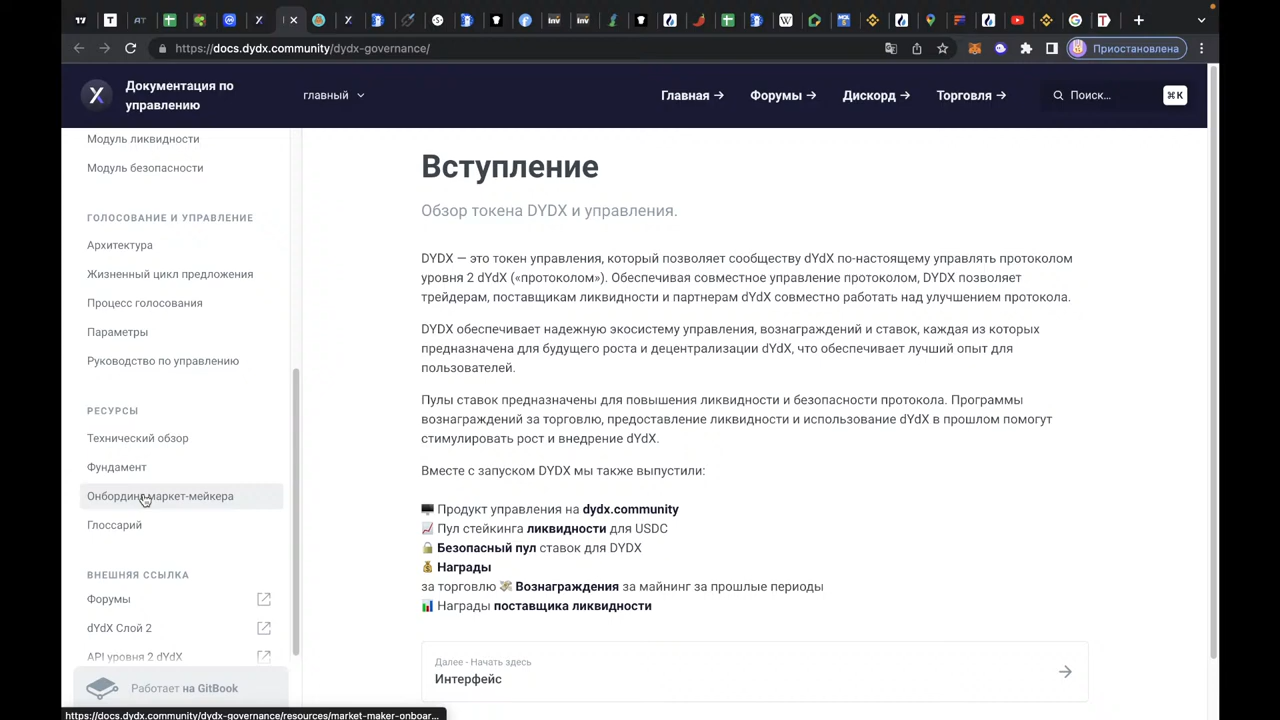 https://docs.dydx.community/dydx-governance/
Приостановлена
Документация по
управлению
главный
Главная →
Форумы →
Дискорд →
Торговля →
Поиск...
⌘K
Модуль ликвидности
Модуль безопасности
ГОЛОСОВАНИЕ И УПРАВЛЕНИЕ
Архитектура
Жизненный цикл предложения
Процесс голосования
Параметры
Руководство по управлению
РЕСУРСЫ
Технический обзор
Фундамент
Онбординг маркет-мейкера
Глоссарий
ВНЕШНЯЯ ССЫЛКА
Форумы
dYdX Слой 2
API уровня 2 dYdX
Работает на GitBook
Вступление
Обзор токена DYDX и управления.
DYDX — это токен управления, который позволяет сообществу dYdX по-настоящему управлять протоколом
уровня 2 dYdX («протоколом»). Обеспечивая совместное управление протоколом, DYDX позволяет
трейдерам, поставщикам ликвидности и партнерам dYdX совместно работать над улучшением протокола.
DYDX обеспечивает надежную экосистему управления, вознаграждений и ставок, каждая из которых
предназначена для будущего роста и децентрализации dYdX, что обеспечивает лучший опыт для
пользователей.
Пулы ставок предназначены для повышения ликвидности и безопасности протокола. Программы
вознаграждений за торговлю, предоставление ликвидности и использование dYdX в прошлом помогут
стимулировать рост и внедрение dYdX.
Вместе с запуском DYDX мы также выпустили:
🖥️ Продукт управления на dydx.community
📈 Пул стейкинга ликвидности для USDC
🔒 Безопасный пул ставок для DYDX
💰 Награды
за торговлю 💸 Вознаграждения за майнинг за прошлые периоды
📊 Награды поставщика ликвидности
Далее - Начать здесь
Интерфейс
https://docs.dydx.community/dydx-governance/resources/market-maker-onboar...